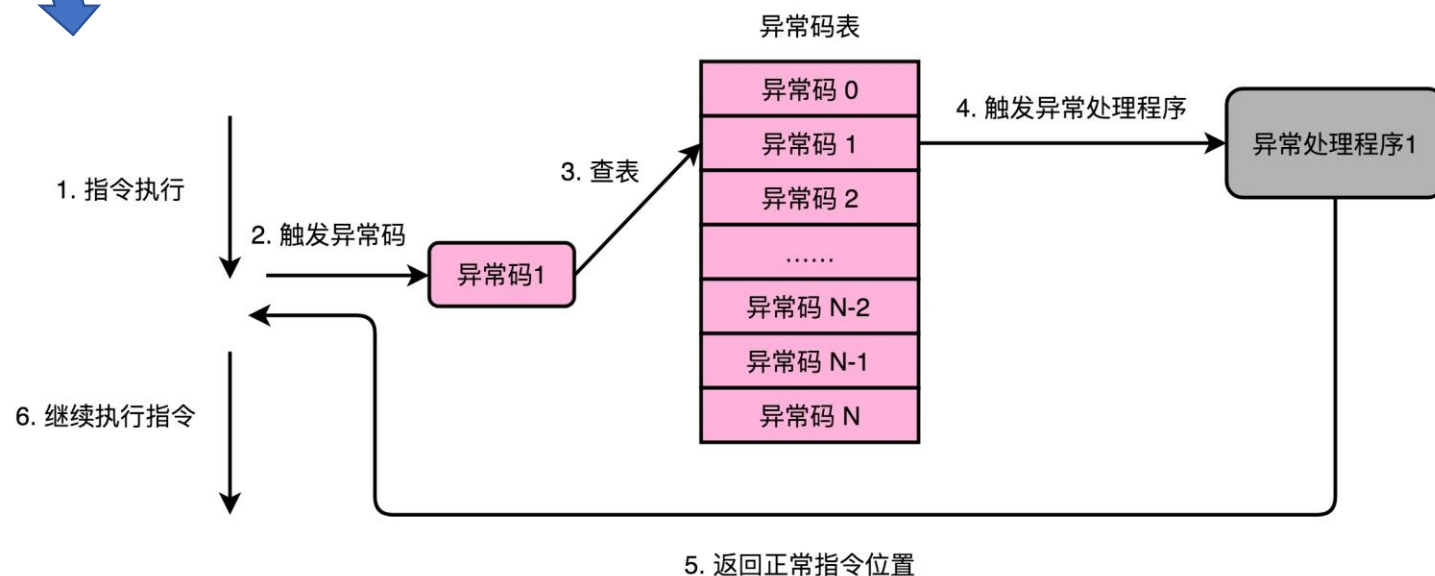 异常码表
异常码 0
4. 触发异常处理程序
异常码 1
异常处理程序1
3. 查表
1. 指令执行
异常码 2
2. 触发异常码
……
异常码1
异常码 N-2
异常码 N-1
6. 继续执行指令
异常码 N
5. 返回正常指令位置